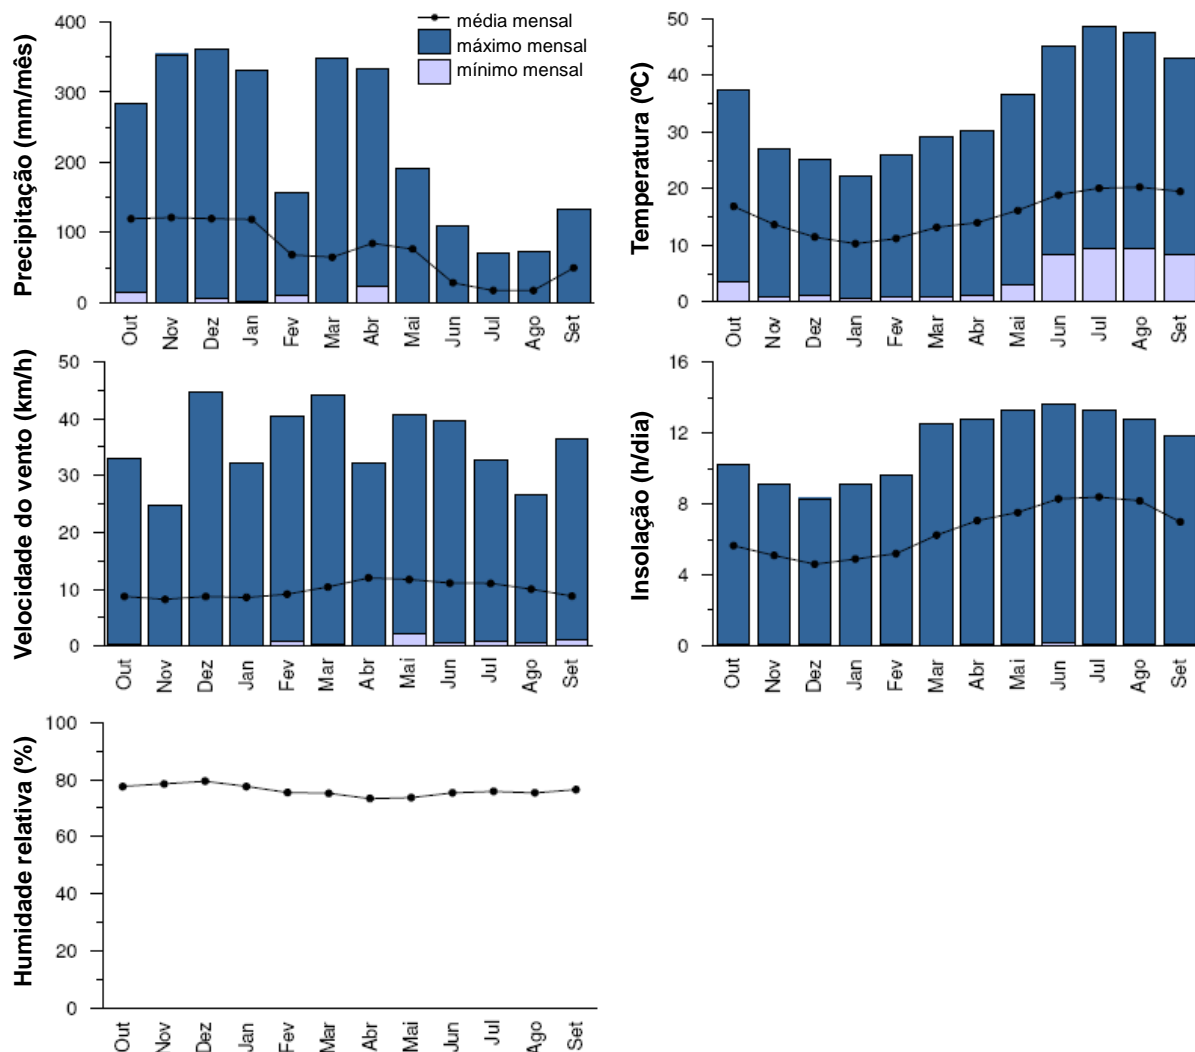 Precipitação (mm/mês)
400
300
200
100
0
média mensal
máximo mensal
mínimo mensal
Out Nov Dez Jan Fev Mar Abr Mai Jun Jul Ago Set
Temperatura (ºC)
50
40
30
20
10
0
Out Nov Dez Jan Fev Mar Abr Mai Jun Jul Ago Set
Velocidade do vento (km/h)
50
40
30
20
10
0
Out Nov Dez Jan Fev Mar Abr Mai Jun Jul Ago Set
Insolação (h/dia)
16
12
8
4
0
Out Nov Dez Jan Fev Mar Abr Mai Jun Jul Ago Set
Humidade relativa (%)
100
80
60
40
20
0
Out Nov Dez Jan Fev Mar Abr Mai Jun Jul Ago Set